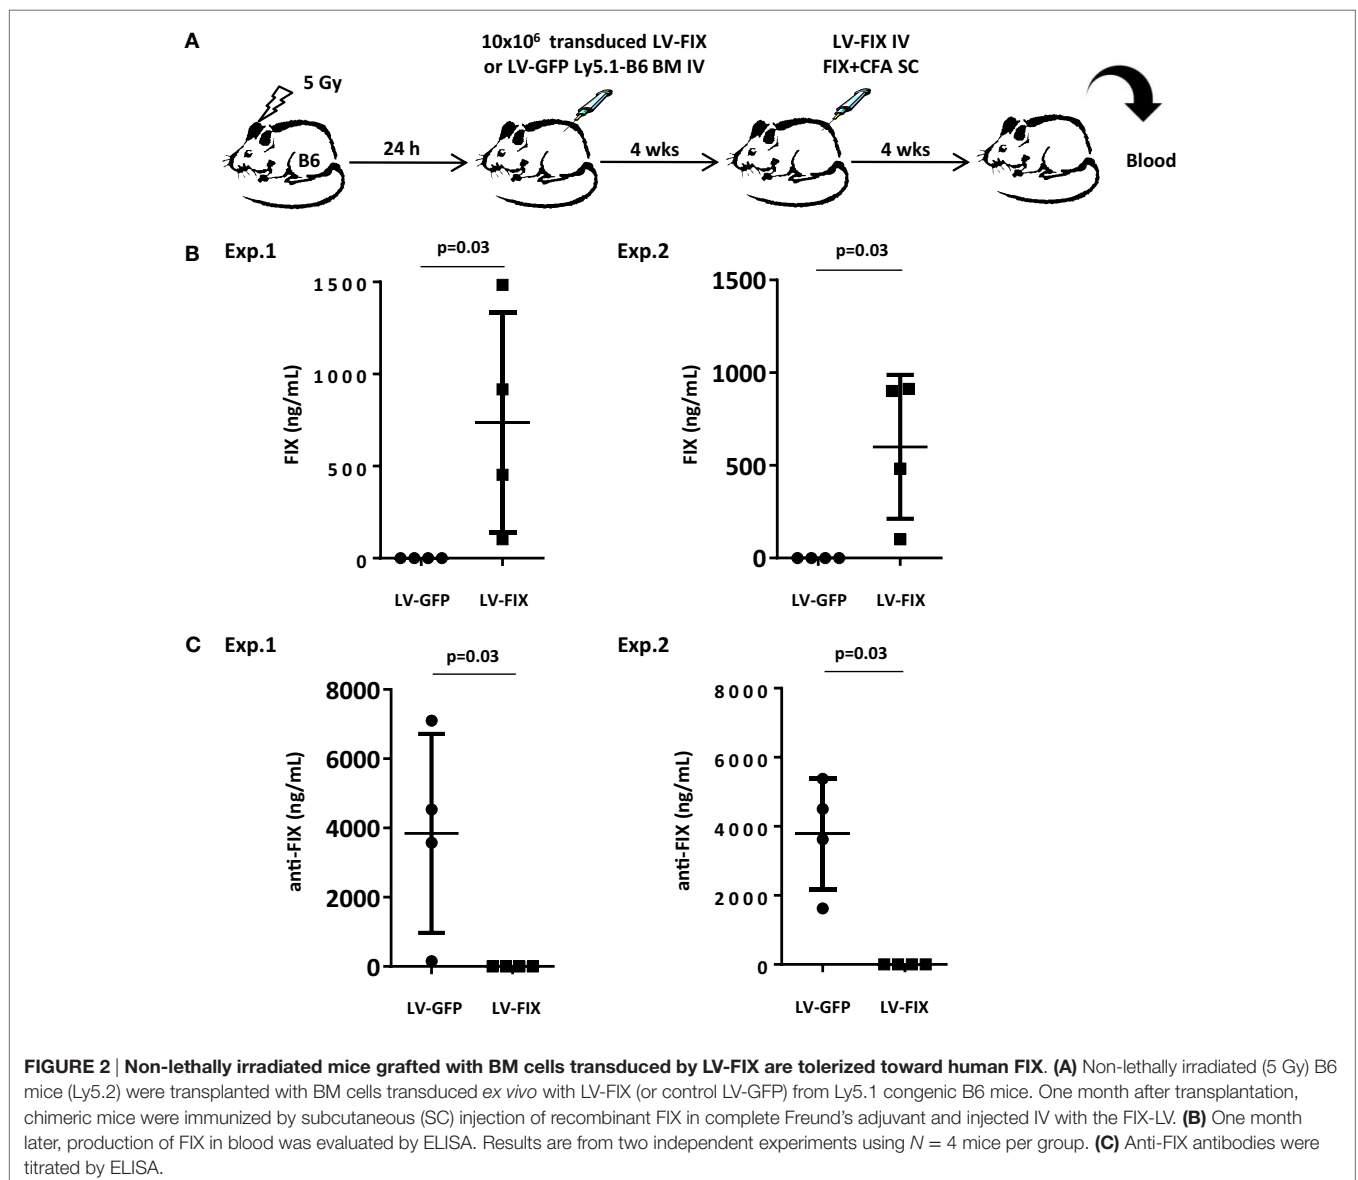 A
10x10⁶ transduced LV-FIX
or LV-GFP Ly5.1-B6 BM IV
LV-FIX IV
FIX+CFA SC
5 Gy
B6
24 h
4 wks
4 wks
Blood
B
Exp.1
p=0.03
1500
1000
500
0
FIX (ng/mL)
LV-GFP
LV-FIX
Exp.2
p=0.03
1500
1000
500
0
FIX (ng/mL)
LV-GFP
LV-FIX
C
Exp.1
p=0.03
8000
6000
4000
2000
0
anti-FIX (ng/mL)
LV-GFP
LV-FIX
Exp.2
p=0.03
8000
6000
4000
2000
0
anti-FIX (ng/mL)
LV-GFP
LV-FIX
FIGURE 2 | Non-lethally irradiated mice grafted with BM cells transduced by LV-FIX are tolerized toward human FIX. (A) Non-lethally irradiated (5 Gy) B6
mice (Ly5.2) were transplanted with BM cells transduced ex vivo with LV-FIX (or control LV-GFP) from Ly5.1 congenic B6 mice. One month after transplantation,
chimeric mice were immunized by subcutaneous (SC) injection of recombinant FIX in complete Freund's adjuvant and injected IV with the FIX-LV. (B) One month
later, production of FIX in blood was evaluated by ELISA. Results are from two independent experiments using N = 4 mice per group. (C) Anti-FIX antibodies were
titrated by ELISA.